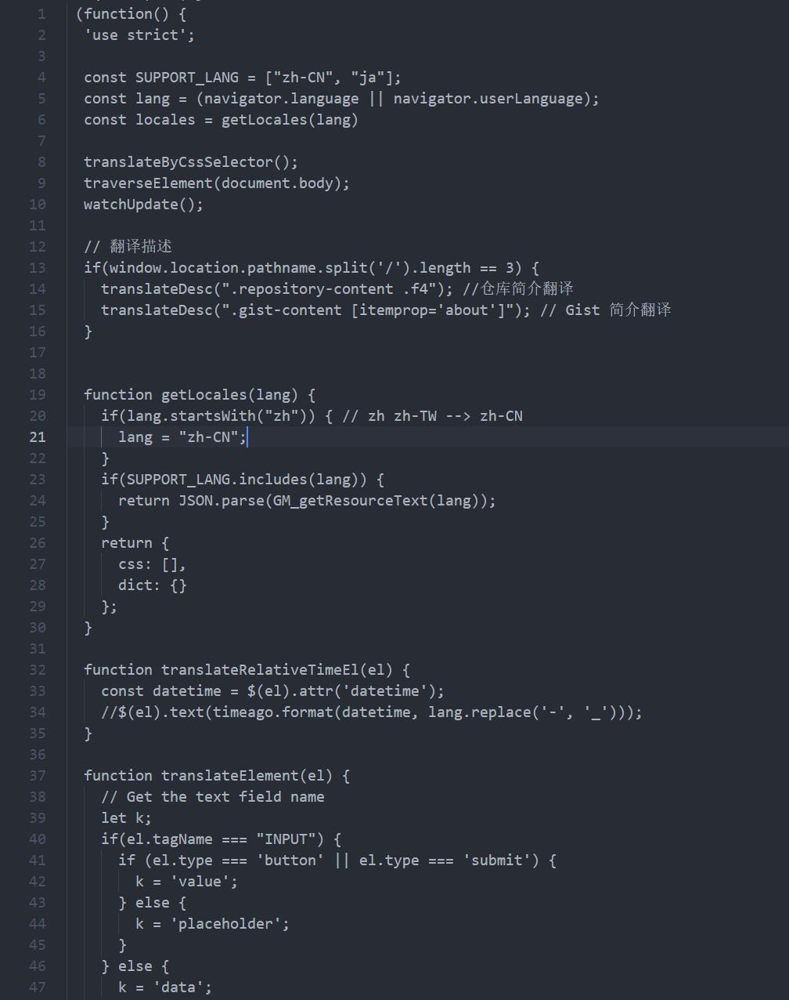 1 (function() {
2 'use strict';
3
4 const SUPPORT_LANG = ["zh-CN", "ja"];
5 const lang = (navigator.language || navigator.userLanguage);
6 const locales = getLocales(lang)
7
8 translateByCssSelector();
9 traverseElement(document.body);
10 watchUpdate();
11
12 // 翻译描述
13 if(window.location.pathname.split('/').length == 3) {
14 translateDesc(".repository-content .f4"); //仓库简介翻译
15 translateDesc(".gist-content [itemprop='about']"); // Gist 简介翻译
16 }
17
18
19 function getLocales(lang) {
20 if(lang.startsWith("zh")) { // zh zh-TW --> zh-CN
21 lang = "zh-CN";
22 }
23 if(SUPPORT_LANG.includes(lang)) {
24 return JSON.parse(GM_getResourceText(lang));
25 }
26 return {
27 css: [],
28 dict: {}
29 };
30 }
31
32 function translateRelativeTimeEl(el) {
33 const datetime = $(el).attr('datetime');
34 //$(el).text(timeago.format(datetime, lang.replace('-', '_')));
35 }
36
37 function translateElement(el) {
38 // Get the text field name
39 let k;
40 if(el.tagName === "INPUT") {
41 if (el.type === 'button' || el.type === 'submit') {
42 k = 'value';
43 } else {
44 k = 'placeholder';
45 }
46 } else {
47 k = 'data';